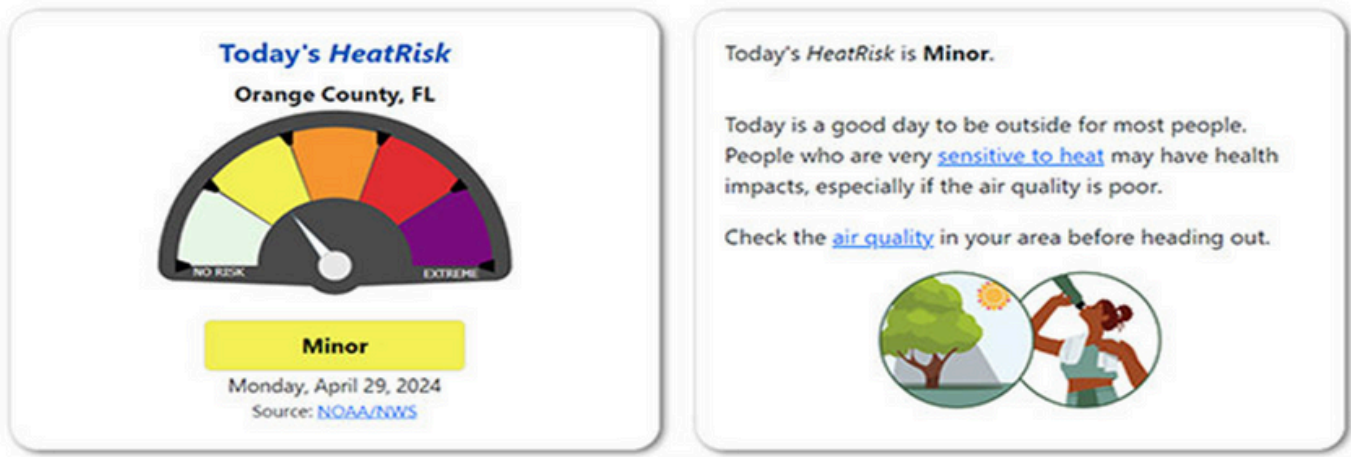 Today's HeatRisk
Orange County, FL
NO RISK
EXTREME
Minor
Monday, April 29, 2024
Source: NOAA/NWS
Today's HeatRisk is Minor.
Today is a good day to be outside for most people.
People who are very sensitive to heat may have health
impacts, especially if the air quality is poor.
Check the air quality in your area before heading out.